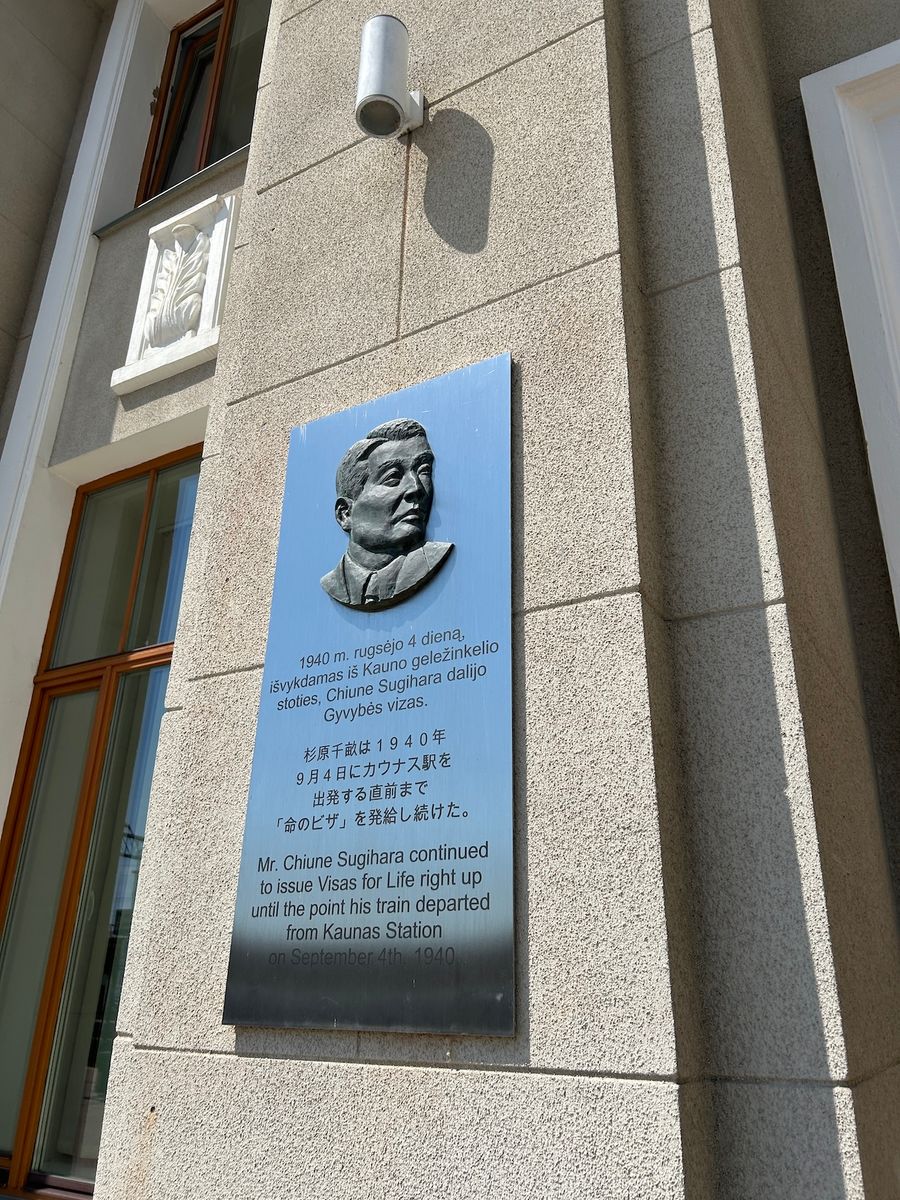 1940 m. rugsėjo 4 dieną,
išvykdamas iš Kauno geležinkelio
stoties, Chiune Sugihara dalijo
Gyvybės vizas.
杉原千畝は１９４０年
９月４日にカウナス駅を
出発する直前まで
「命のビザ」を発給し続けた。
Mr. Chiune Sugihara continued
to issue Visas for Life right up
until the point his train departed
from Kaunas Station
on September 4th, 1940.